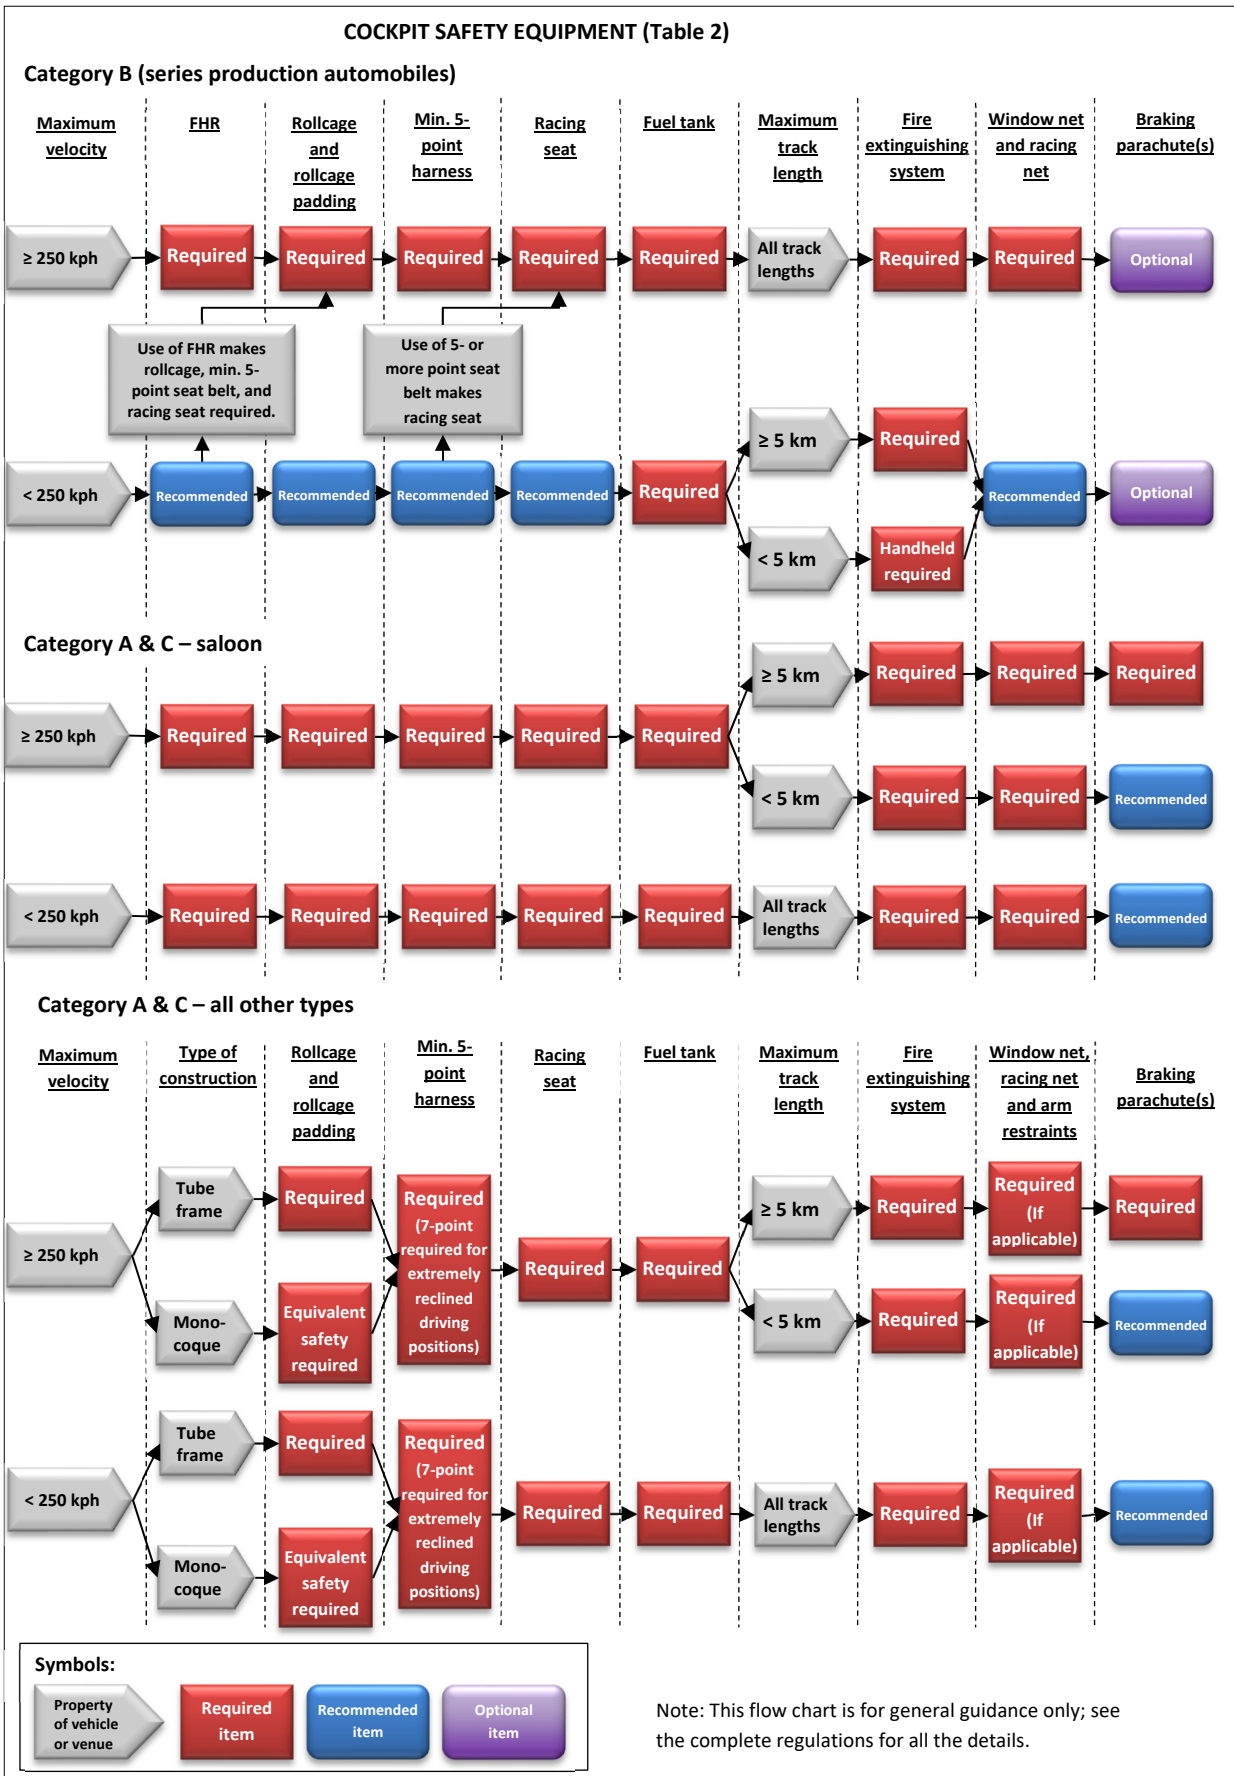 COCKPIT SAFETY EQUIPMENT (Table 2)
Category B (series production automobiles)
Maximum
velocity
FHR
Rollcage
and
rollcage
padding
Min. 5-
point
harness
Racing
seat
Fuel tank
Maximum
track
length
Fire
extinguishing
system
Window net
and racing
net
Braking
parachute(s)
≥ 250 kph
Required
Required
Required
Required
Required
All track
lengths
Required
Required
Optional
Use of FHR makes
rollcage, min. 5-
point seat belt, and
racing seat required.
Use of 5- or
more point seat
belt makes
racing seat
< 250 kph
Recommended
Recommended
Recommended
Recommended
Required
≥ 5 km
Required
< 5 km
Handheld
required
Recommended
Optional
Category A & C – saloon
≥ 250 kph
Required
Required
Required
Required
Required
≥ 5 km
Required
Required
Required
< 5 km
Required
Required
Recommended
< 250 kph
Required
Required
Required
Required
Required
All track
lengths
Required
Required
Recommended
Category A & C – all other types
Maximum
velocity
Type of
construction
Rollcage
and
rollcage
padding
Min. 5-
point
harness
Racing
seat
Fuel tank
Maximum
track
length
Fire
extinguishing
system
Window net,
racing net
and arm
restraints
Braking
parachute(s)
≥ 250 kph
Tube
frame
Required
Mono-
coque
Equivalent
safety
required
Required
(7-point
required for
extremely
reclined
driving
positions)
Required
Required
≥ 5 km
Required
Required
(If
applicable)
Required
< 5 km
Required
Required
(If
applicable)
Recommended
< 250 kph
Tube
frame
Required
Mono-
coque
Equivalent
safety
required
Required
(7-point
required for
extremely
reclined
driving
positions)
Required
Required
All track
lengths
Required
Required
(If
applicable)
Recommended
Symbols:
Property
of vehicle
or venue
Required
item
Recommended
item
Optional
item
Note: This flow chart is for general guidance only; see
the complete regulations for all the details.